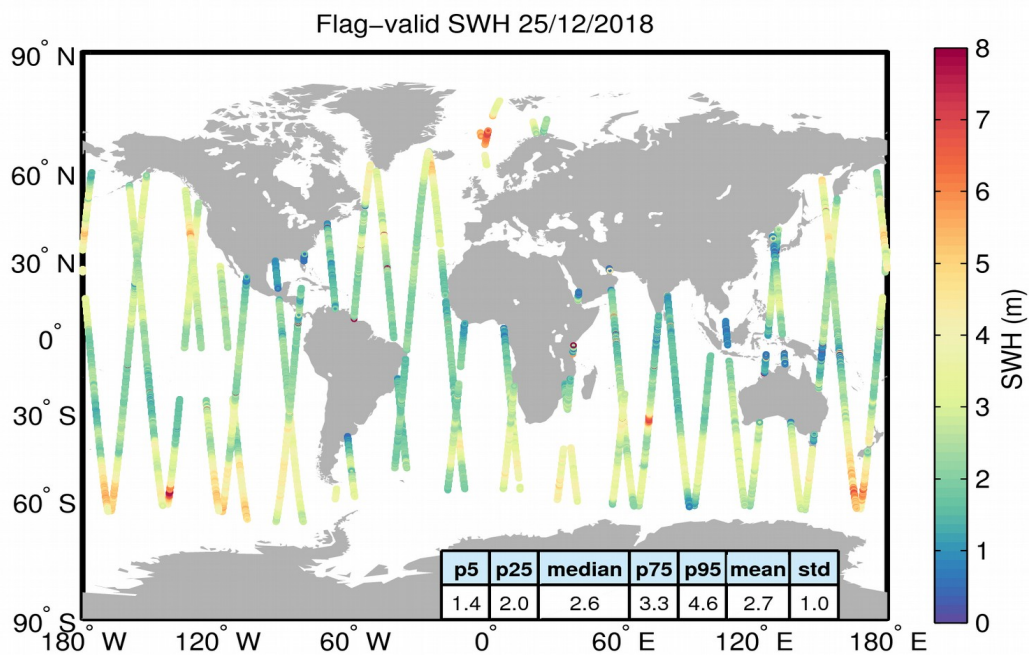 Flag−valid SWH 25/12/2018
90° N
60° N
30° N
0°
30° S
60° S
90° S
180° W
120° W
60° W
0°
60° E
120° E
180° E
p5 p25 median p75 p95 mean std
1.4 2.0 2.6 3.3 4.6 2.7 1.0
8
7
6
5
4
3
2
1
0
SWH (m)